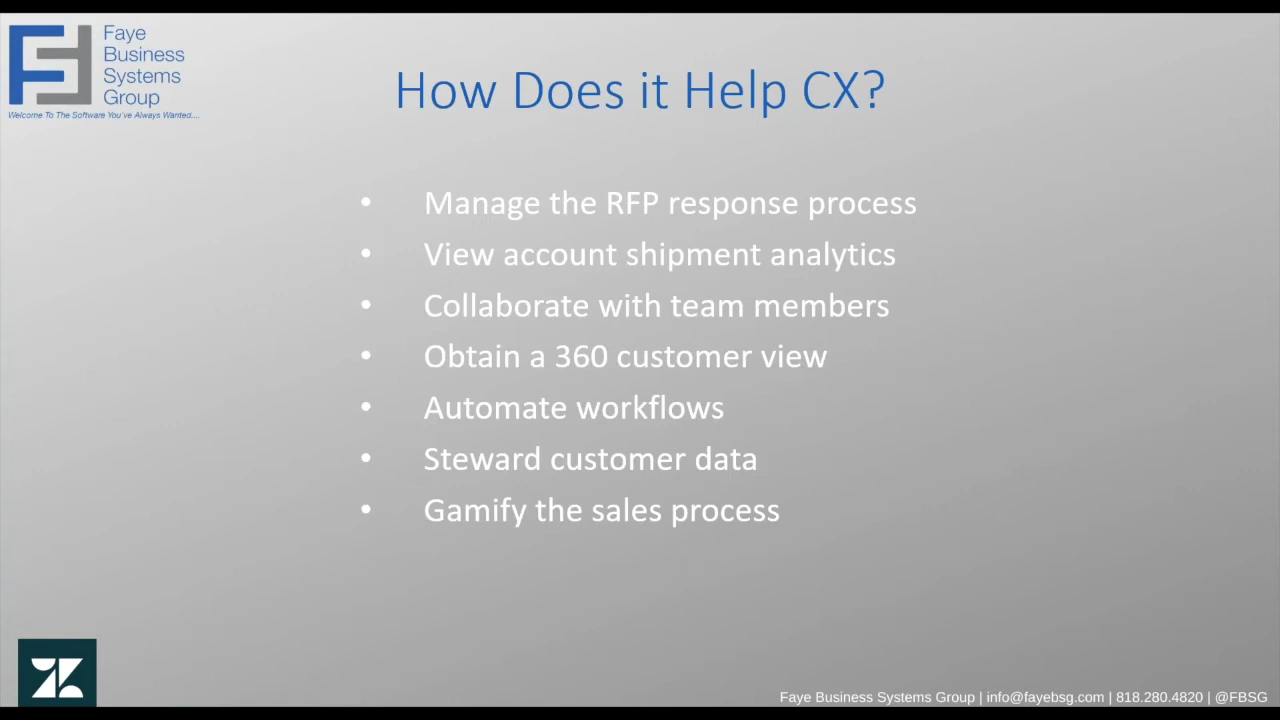 Faye
Business
Systems
Group
Welcome To The Software You've Always Wanted....
How Does it Help CX?
• Manage the RFP response process
• View account shipment analytics
• Collaborate with team members
• Obtain a 360 customer view
• Automate workflows
• Steward customer data
• Gamify the sales process
Faye Business Systems Group | info@fayebsg.com | 818.280.4820 | @FBSG